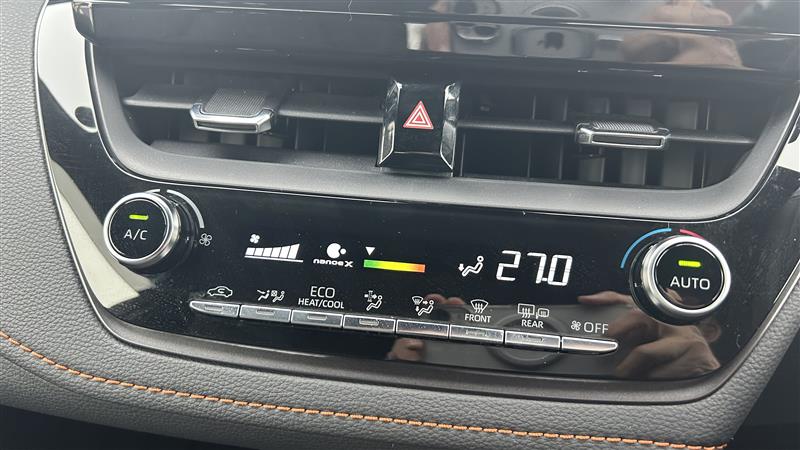 A/C
nanoe X
27.0
AUTO
ECO
HEAT/COOL
FRONT
REAR
OFF